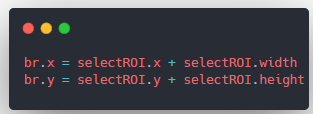 br.x = selectROI.x + selectROI.width
br.y = selectROI.y + selectROI.height